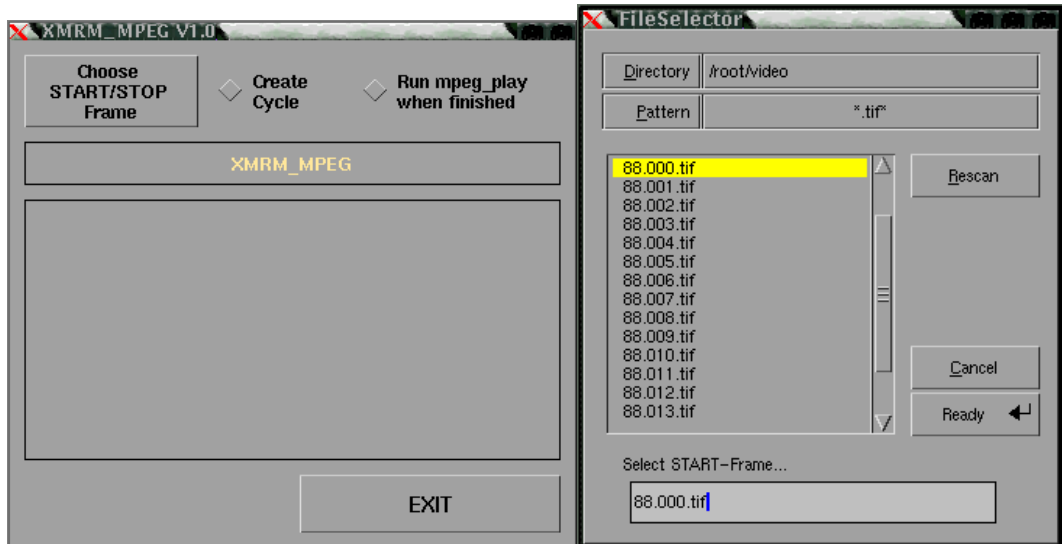 XMRM_MPEG V1.0
Choose
START/STOP
Frame
Create
Cycle
Run mpeg_play
when finished
XMRM_MPEG
EXIT
FileSelector
Directory
/root/video
Pattern
*.tif*
88.000.tif
88.001.tif
88.002.tif
88.003.tif
88.004.tif
88.005.tif
88.006.tif
88.007.tif
88.008.tif
88.009.tif
88.010.tif
88.011.tif
88.012.tif
88.013.tif
Rescan
Cancel
Ready
Select START-Frame...
88.000.tif